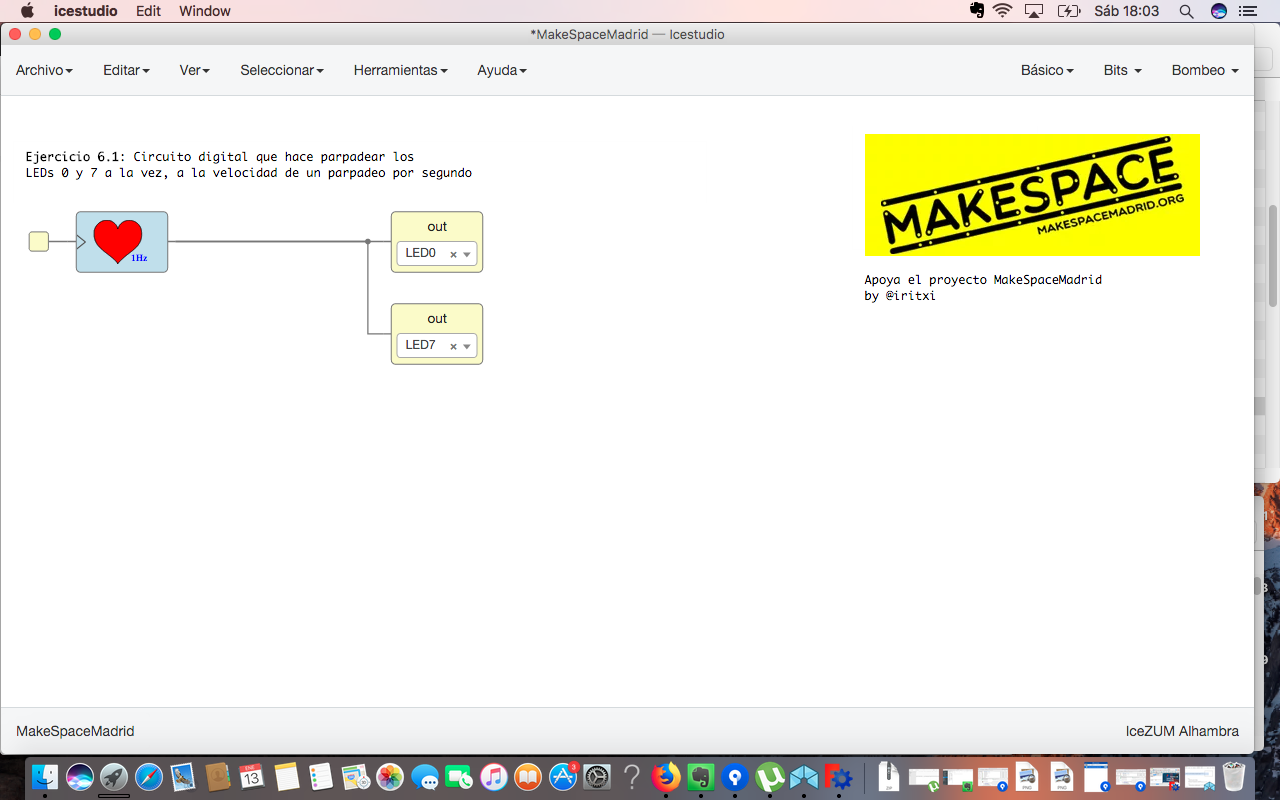 icestudio Edit Window Sáb 18:03
*MakeSpaceMadrid — Icestudio
Archivo Editar Ver Seleccionar Herramientas Ayuda Básico Bits Bombeo
Ejercicio 6.1: Circuito digital que hace parpadear los
LEDs 0 y 7 a la vez, a la velocidad de un parpadeo por segundo
MAKESPACE
MAKESPACEMADRID.ORG
1Hz
out
LED0
out
LED7
Apoya el proyecto MakeSpaceMadrid
by @iritxi
MakeSpaceMadrid IceZUM Alhambra
13
3